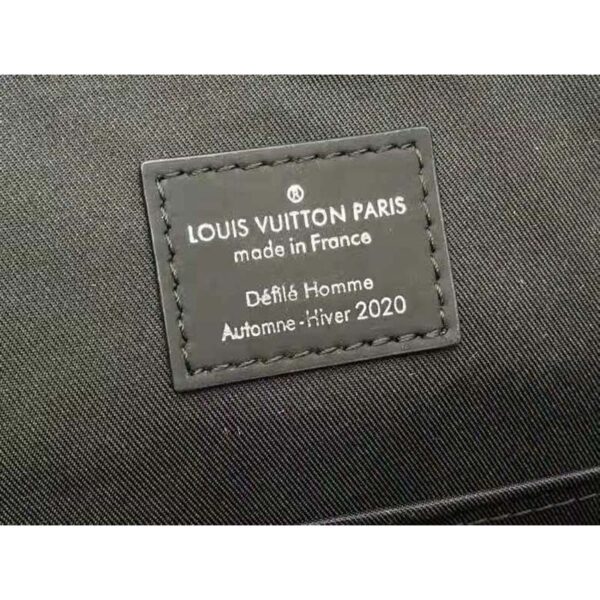 ®
LOUIS VUITTON PARIS
made in France
Défilé Homme
Automne-Hiver 2020